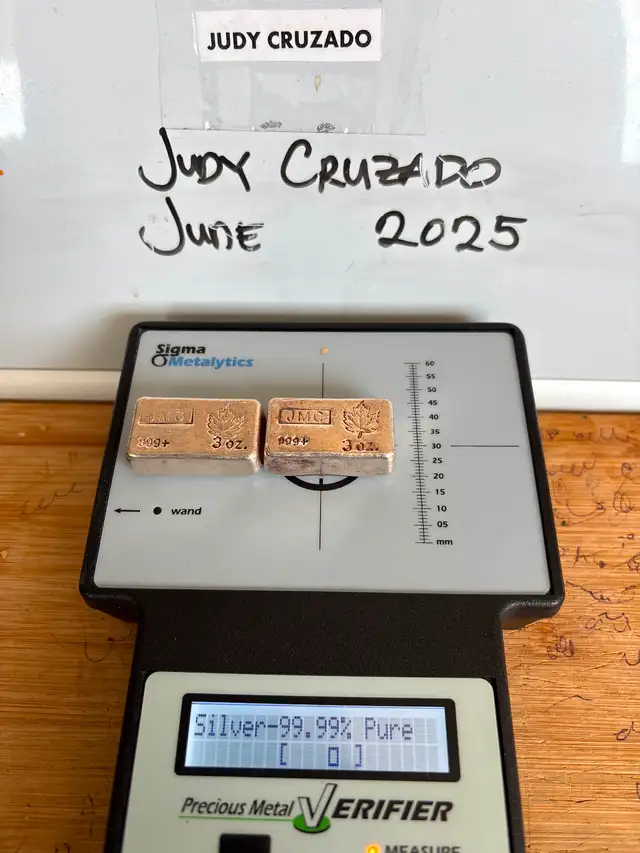 JUDY CRUZADO
JUDY CRUZADO
JUNE 2025
Sigma
Metalytics
60
55
50
45
40
35
30
25
20
15
10
05
mm
JMC
999+ 3 oz.
JMC
999+ 3 oz.
wand
Silver-99.99% Pure
[ ]
Precious Metal VERIFIER
MEASURE